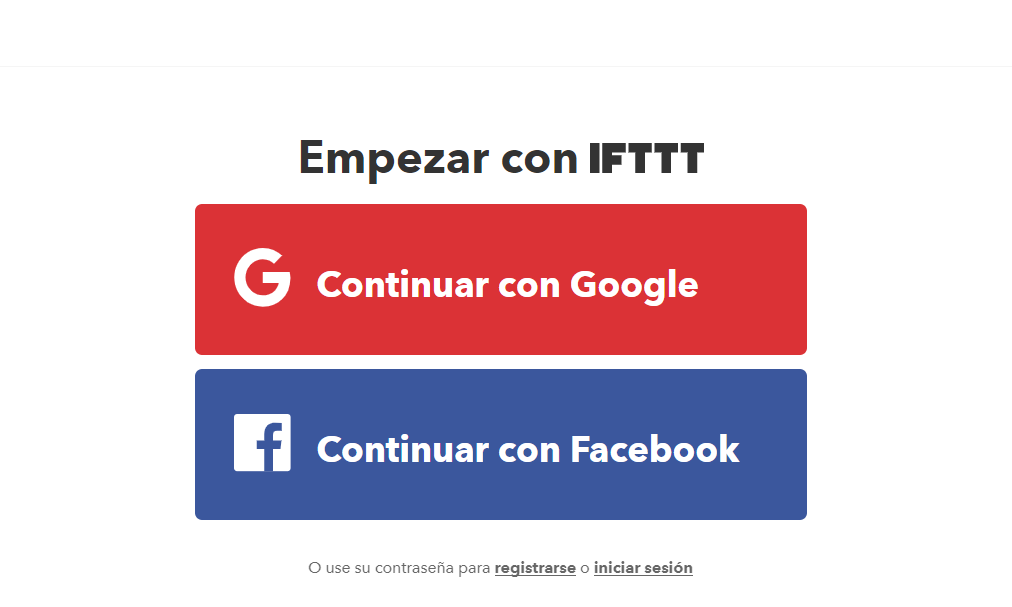 Empezar con IFTTT
Continuar con Google
Continuar con Facebook
O use su contraseña para registrarse o iniciar sesión